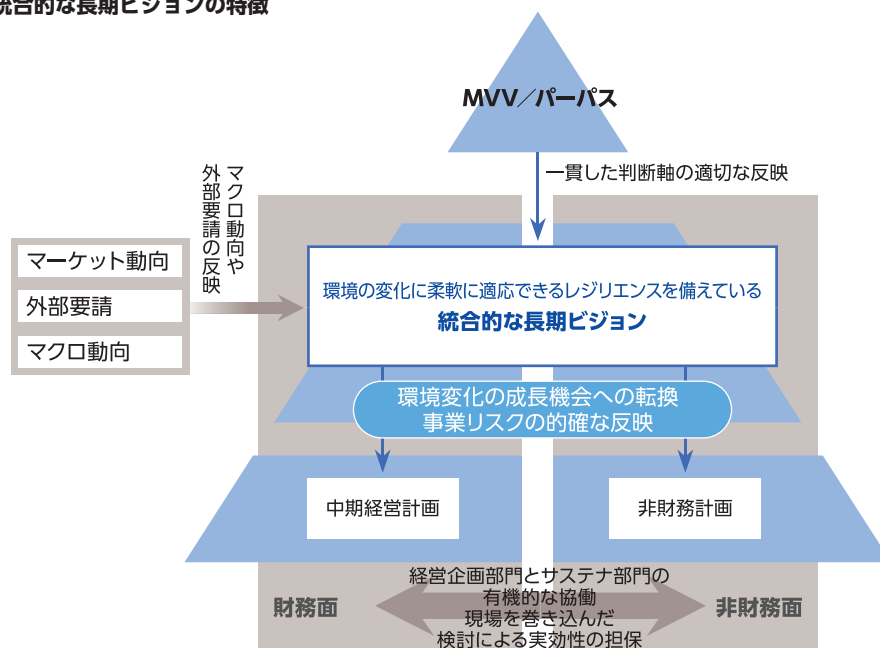 統合的な長期ビジョンの特徴
MVV／パーパス
一貫した判断軸の適切な反映
マクロ動向や
外部要請の反映
マーケット動向
外部要請
マクロ動向
環境の変化に柔軟に適応できるレジリエンスを備えている
統合的な長期ビジョン
環境変化の成長機会への転換
事業リスクの的確な反映
中期経営計画
非財務計画
経営企画部門とサステナ部門の
有機的な協働
現場を巻き込んだ
検討による実効性の担保
財務面
非財務面